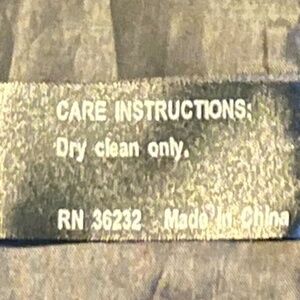 CARE INSTRUCTIONS:
Dry clean only.
RN 36232 Made in China